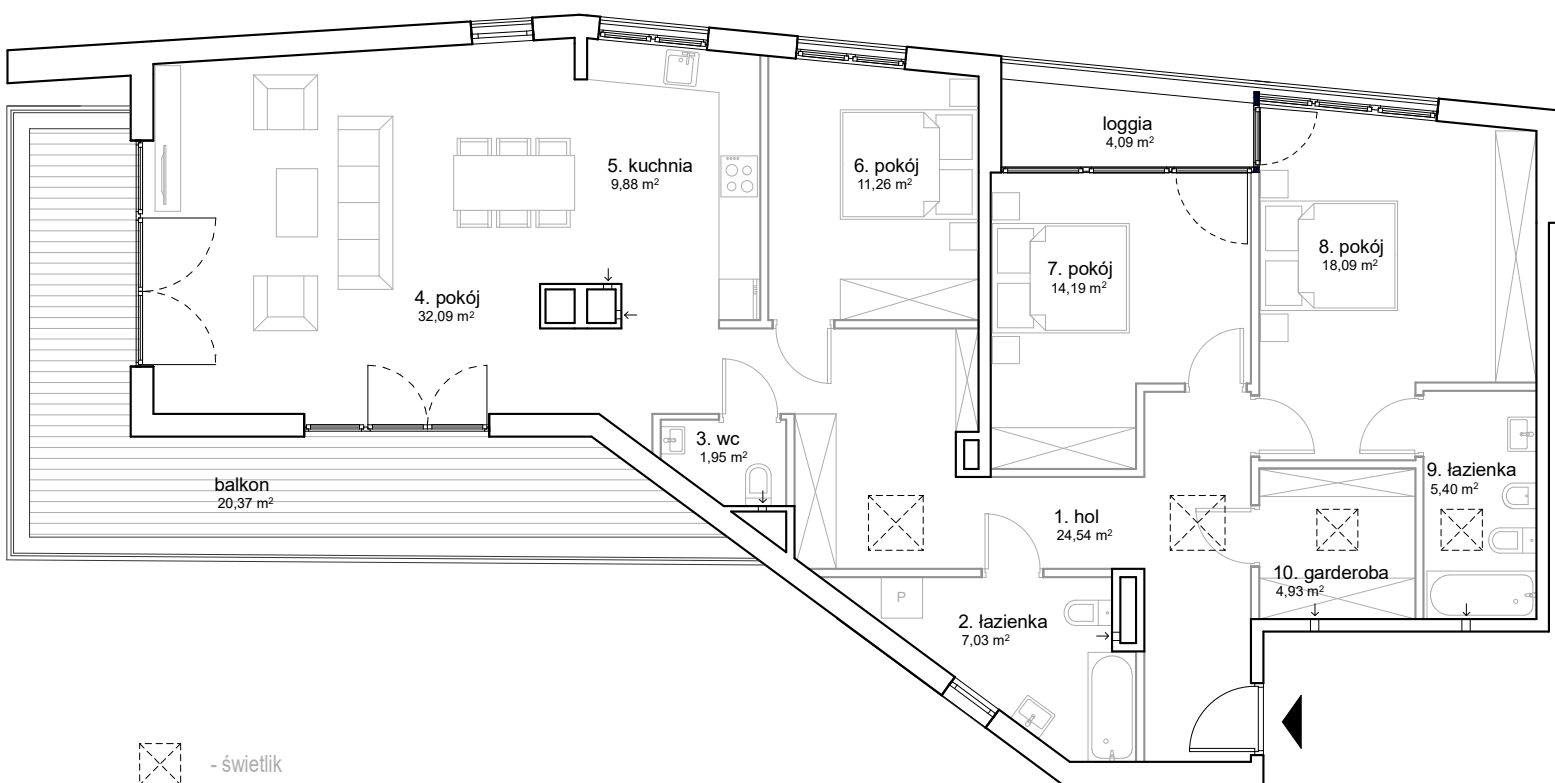 loggia
4,09 m²
5. kuchnia
9,88 m²
6. pokój
11,26 m²
8. pokój
18,09 m²
7. pokój
14,19 m²
4. pokój
32,09 m²
3. wc
1,95 m²
9. łazienka
5,40 m²
balkon
20,37 m²
1. hol
24,54 m²
10. garderoba
4,93 m²
P
2. łazienka
7,03 m²
- świetlik